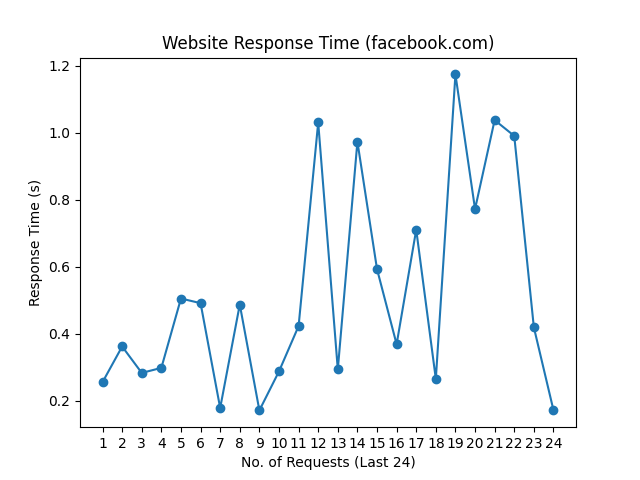 Website Response Time (facebook.com)
1.2
1.0
0.8
0.6
0.4
0.2
Response Time (s)
1 2 3 4 5 6 7 8 9 10 11 12 13 14 15 16 17 18 19 20 21 22 23 24
No. of Requests (Last 24)